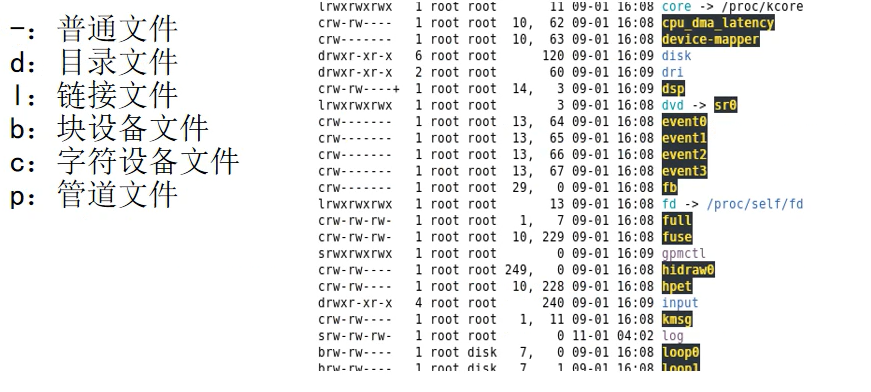 -: 普通文件
d: 目录文件
l: 链接文件
b: 块设备文件
c: 字符设备文件
p: 管道文件
lrwxrwxrwx 1 root root 11 09-01 16:08 core -> /proc/kcore
crw-rw---- 1 root root 10, 62 09-01 16:08 cpu_dma_latency
crw-rw---- 1 root root 10, 63 09-01 16:08 device-mapper
drwxr-xr-x 6 root root 120 09-01 16:08 disk
drwxr-xr-x 2 root root 60 09-01 16:09 dri
crw-rw----+ 1 root root 14, 3 09-01 16:09 dsp
lrwxrwxrwx 1 root root 3 09-01 16:08 dvd -> sr0
crw------- 1 root root 13, 64 09-01 16:08 event0
crw------- 1 root root 13, 65 09-01 16:08 event1
crw------- 1 root root 13, 66 09-01 16:08 event2
crw------- 1 root root 13, 67 09-01 16:08 event3
crw------- 1 root root 29, 0 09-01 16:08 fb
lrwxrwxrwx 1 root root 13 09-01 16:08 fd -> /proc/self/fd
crw-rw-rw- 1 root root 1, 7 09-01 16:08 full
crw-rw-rw- 1 root root 10, 229 09-01 16:08 fuse
srwxrwxrwx 1 root root 0 09-01 16:09 gpmctl
crw-rw---- 1 root root 249, 0 09-01 16:08 hidraw0
crw-rw---- 1 root root 10, 228 09-01 16:08 hpet
drwxr-xr-x 4 root root 240 09-01 16:09 input
crw-rw---- 1 root root 1, 11 09-01 16:08 kmsg
srw-rw-rw- 1 root root 0 11-01 04:02 log
brw-rw---- 1 root disk 7, 0 09-01 16:08 loop0
brw-rw---- 1 root disk 7, 1 09-01 16:08 loop1